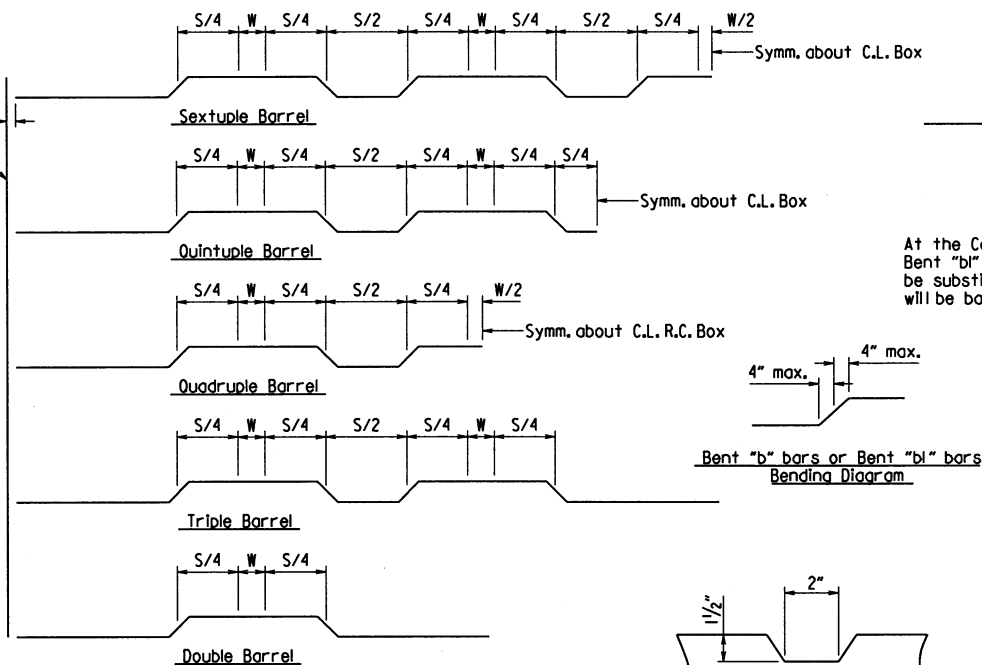 S/4 W S/4 S/2 S/4 W S/4 S/2 S/4 W/2
Symm. about C.L. Box
Sextuple Barrel
S/4 W S/4 S/2 S/4 W S/4 S/4
Symm. about C.L. Box
Quintuple Barrel
S/4 W S/4 S/2 S/4 W/2
Symm. about C.L. R.C. Box
Quadruple Barrel
S/4 W S/4 S/2 S/4 W S/4
Triple Barrel
S/4 W S/4
Double Barrel
Bent "b1"
be substi
will be ba
At the
4" max.
4" max.
Bent "b" bars or Bent "b1" bars
Bending Diagram
2"
1½"